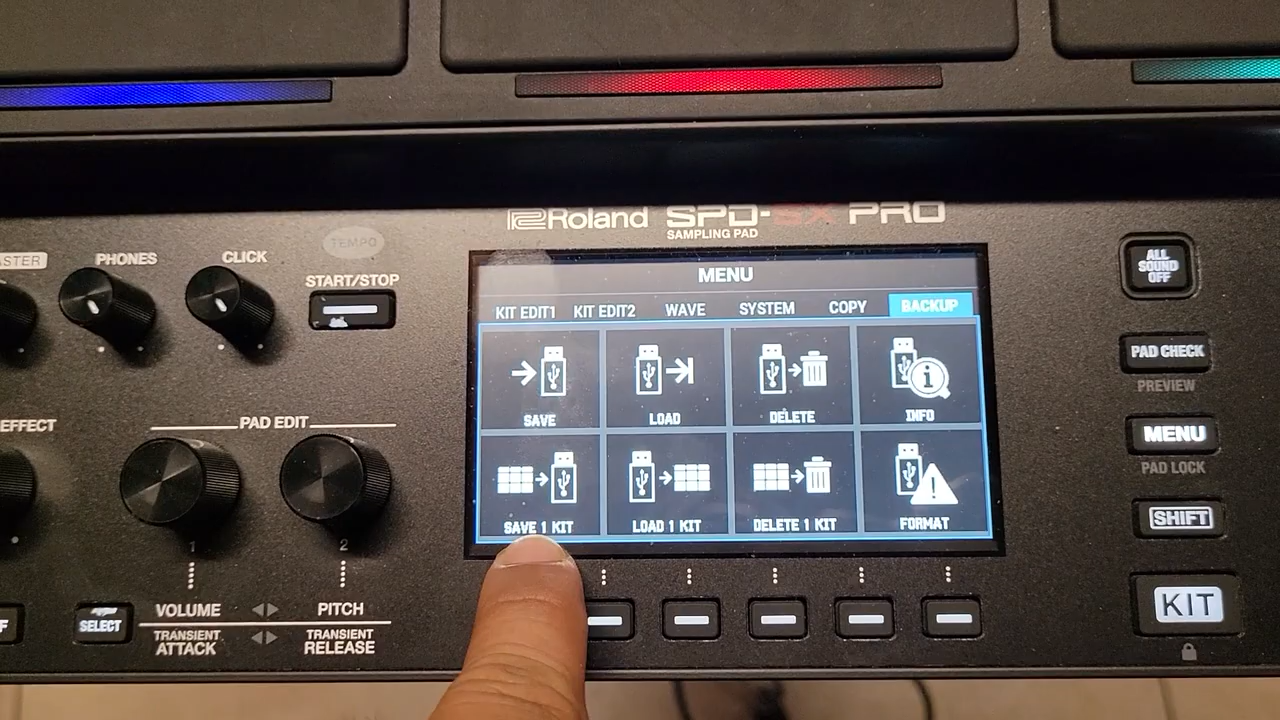 Roland SPD-SX PRO
SAMPLING PAD
TEMPO
PHONES
CLICK
START/STOP
MENU
KIT EDIT1 KIT EDIT2 WAVE SYSTEM COPY BACKUP
SAVE LOAD DELETE INFO
SAVE 1 KIT LOAD 1 KIT DELETE 1 KIT FORMAT
EFFECT
PAD EDIT
1 2
SELECT
VOLUME PITCH
TRANSIENT ATTACK
TRANSIENT RELEASE
ALL SOUND OFF
PAD CHECK
PREVIEW
MENU
PAD LOCK
SHIFT
KIT